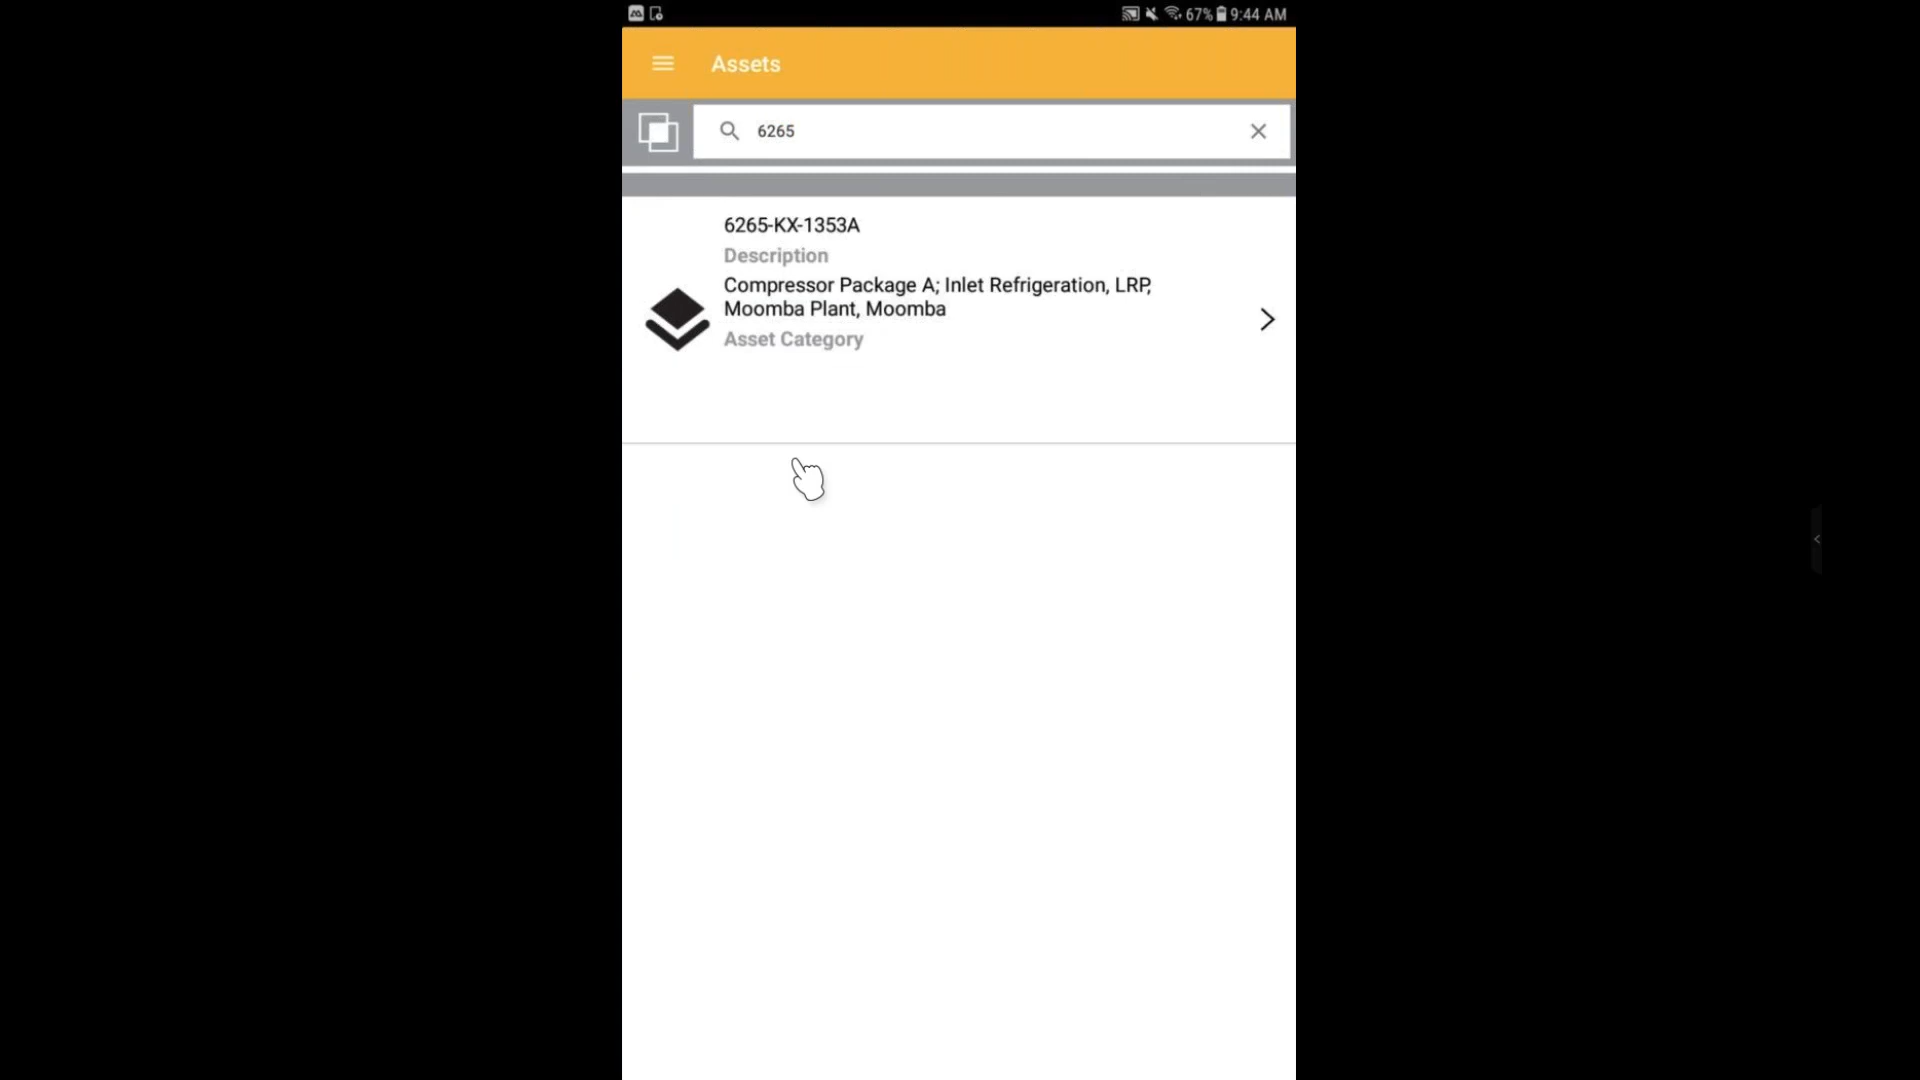 67% 9:44 AM
Assets
6265
6265-KX-1353A
Description
Compressor Package A; Inlet Refrigeration, LRP,
Moomba Plant, Moomba
Asset Category